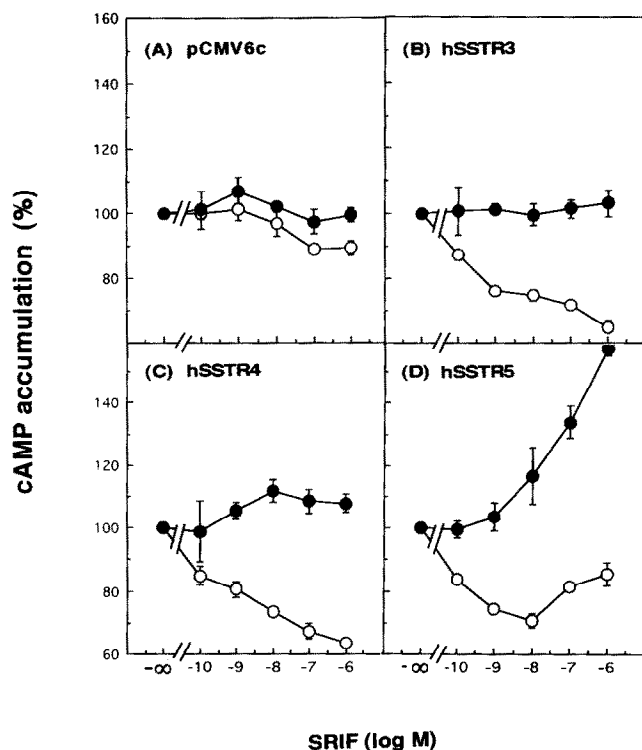 160
140
120
100
80
(A) pCMV6c
(B) hSSTR3
140
120
100
80
60
(C) hSSTR4
(D) hSSTR5
-∞ -10 -9 -8 -7 -6
-∞ -10 -9 -8 -7 -6
cAMP accumulation (%)
SRIF (log M)